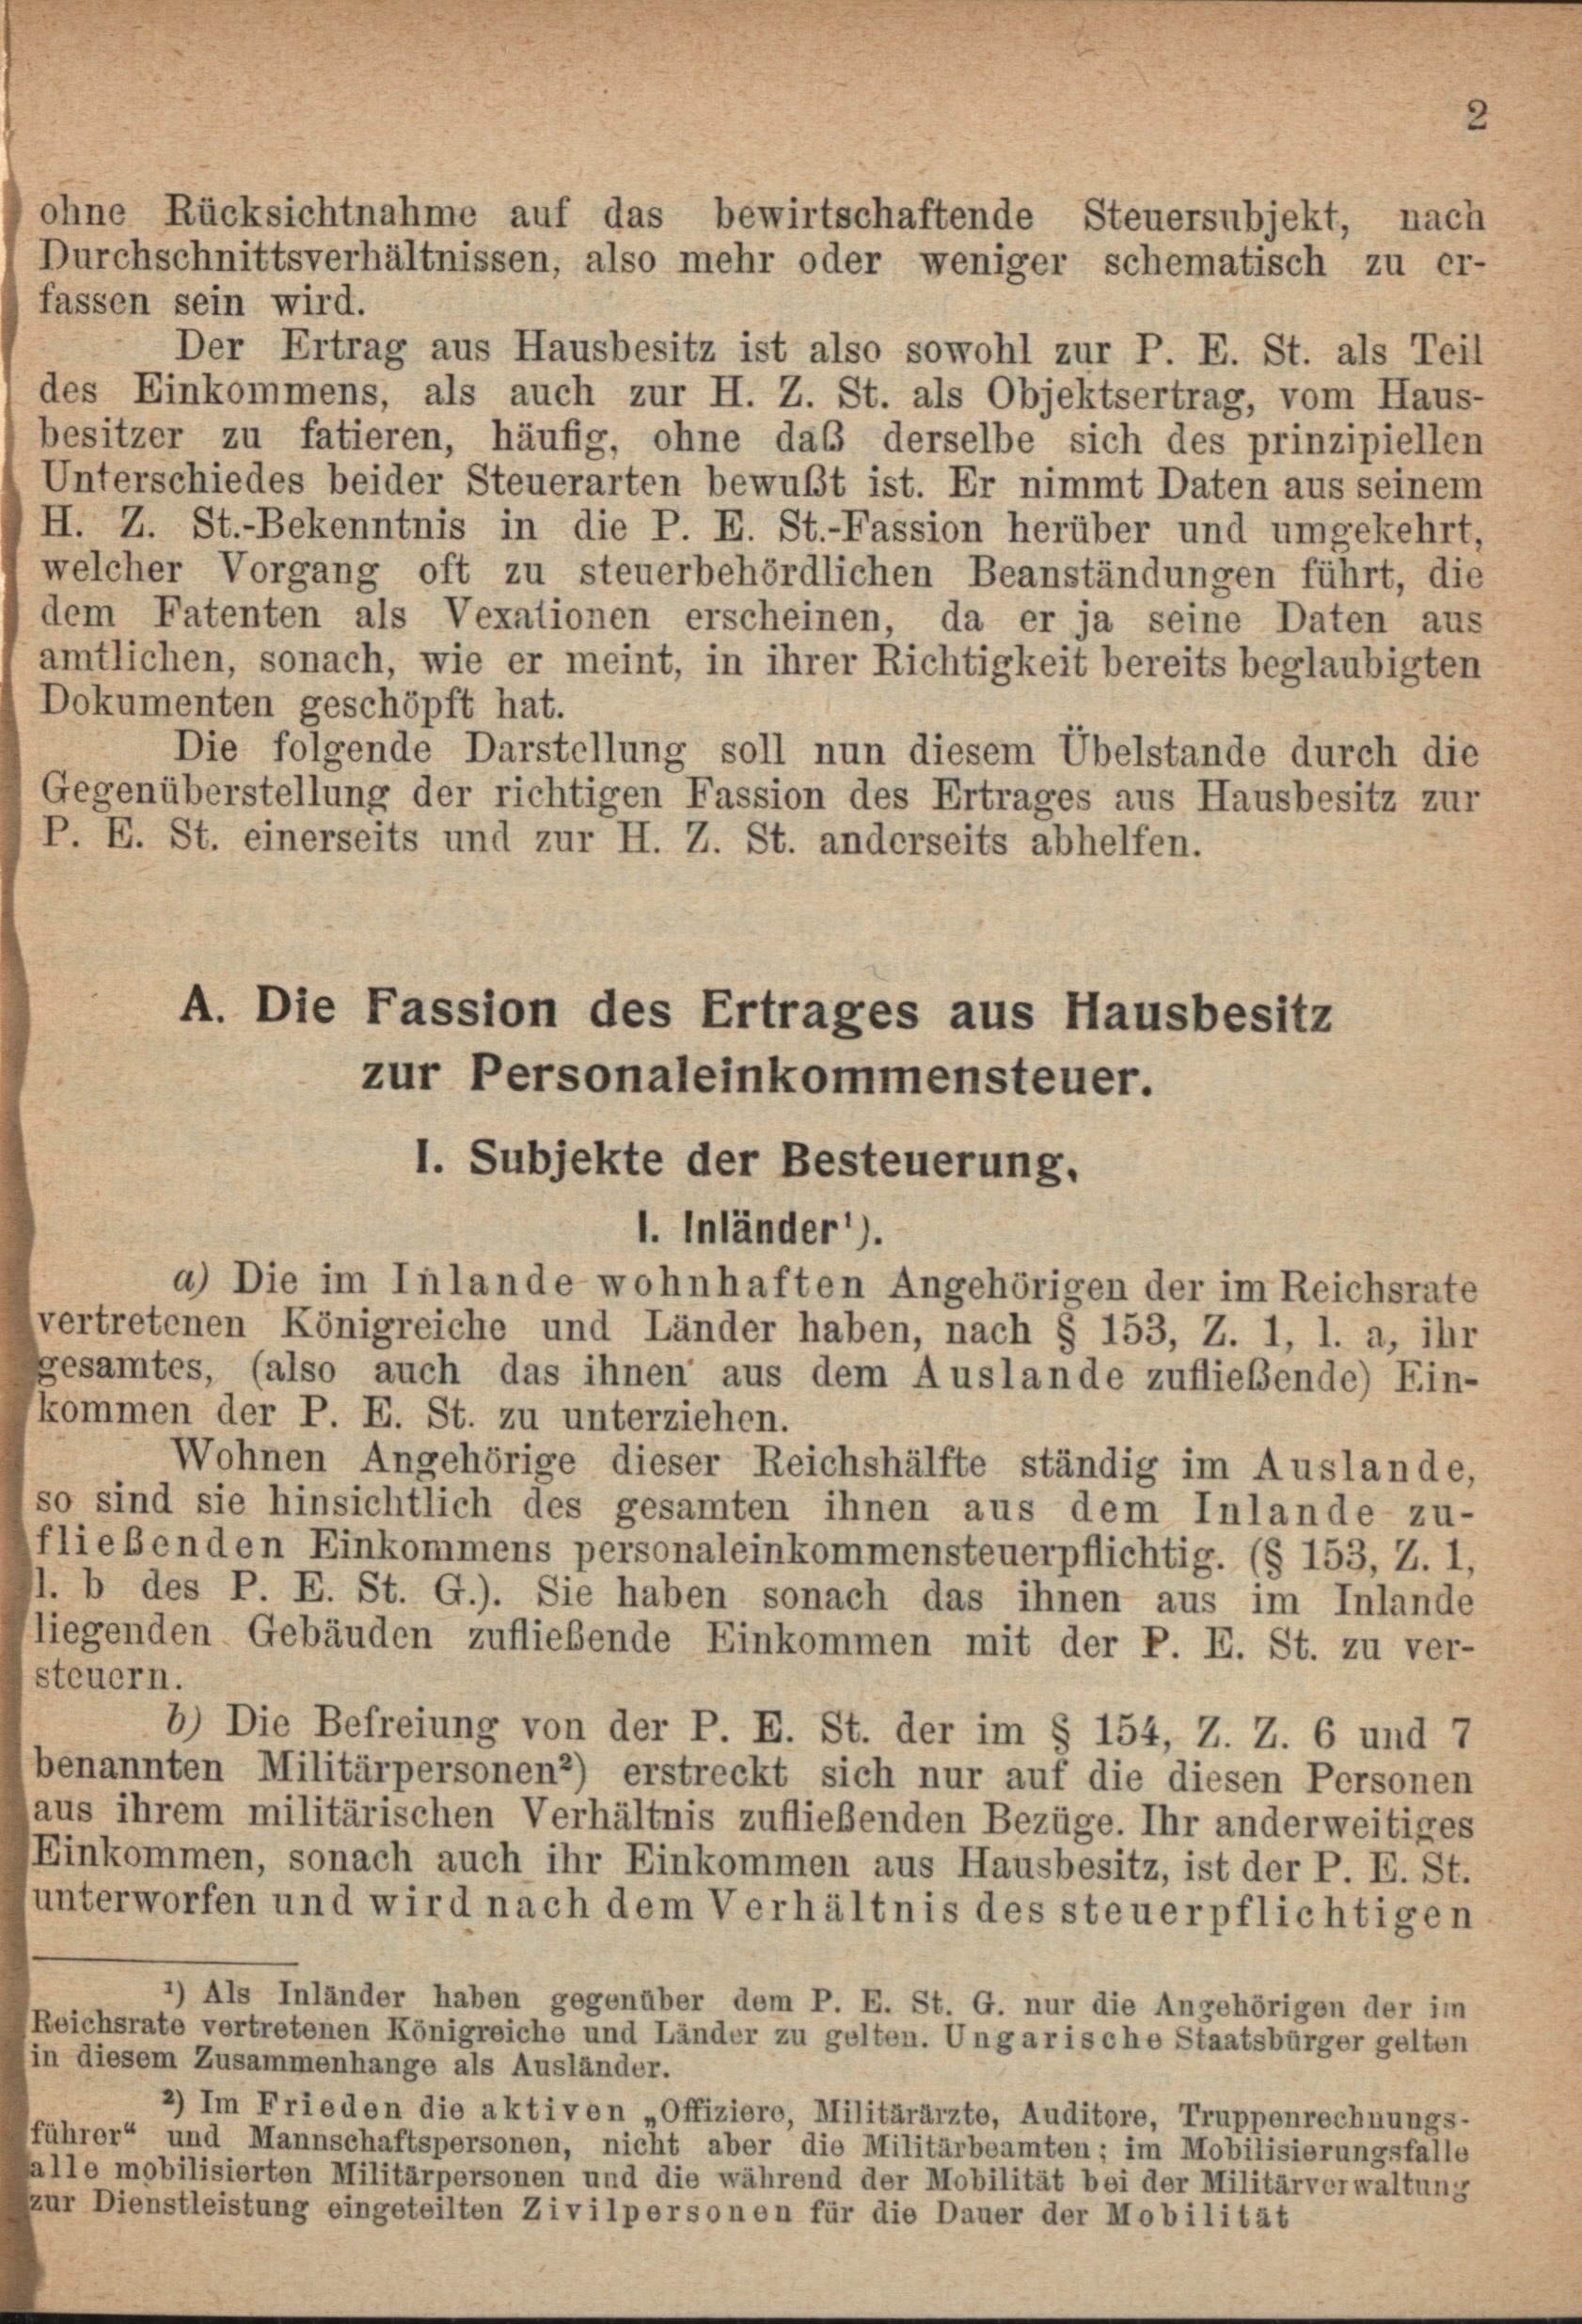 2
ohne Rücksichtnahme auf das bewirtschaftende Steuersubjekt, nach
Durchschnittsverhältnissen, also mehr oder weniger schematisch zu er-
fassen sein wird.
Der Ertrag aus Hausbesitz ist also sowohl zur P. E. St. als Teil
des Einkommens, als auch zur H. Z. St. als Objektsertrag, vom Haus-
besitzer zu fatieren, häufig, ohne daß derselbe sich des prinzipiellen
Unterschiedes beider Steuerarten bewußt ist. Er nimmt Daten aus seinem
H. Z. St.-Bekenntnis in die P. E. St.-Fassion herüber und umgekehrt,
welcher Vorgang oft zu steuerbehördlichen Beanständungen führt, die
dem Fatenten als Vexationen erscheinen, da er ja seine Daten aus
amtlichen, sonach, wie er meint, in ihrer Richtigkeit bereits beglaubigten
Dokumenten geschöpft hat.
Die folgende Darstellung soll nun diesem Übelstande durch die
Gegenüberstellung der richtigen Fassion des Ertrages aus Hausbesitz zur
P. E. St. einerseits und zur H. Z. St. anderseits abhelfen.
A. Die Fassion des Ertrages aus Hausbesitz
zur Personaleinkommensteuer.
I. Subjekte der Besteuerung.
1. Inländer¹).
a) Die im Inlande wohnhaften Angehörigen der im Reichsrate
vertretenen Königreiche und Länder haben, nach § 153, Z. 1, l. a, ihr
gesamtes, (also auch das ihnen aus dem Auslande zufließende) Ein-
kommen der P. E. St. zu unterziehen.
Wohnen Angehörige dieser Reichshälfte ständig im Auslande,
so sind sie hinsichtlich des gesamten ihnen aus dem Inlande zu-
fließenden Einkommens personaleinkommensteuerpflichtig. (§ 153, Z. 1,
l. b des P. E. St. G.). Sie haben sonach das ihnen aus im Inlande
liegenden Gebäuden zufließende Einkommen mit der P. E. St. zu ver-
steuern.
b) Die Befreiung von der P. E. St. der im § 154, Z. Z. 6 und 7
benannten Militärpersonen²) erstreckt sich nur auf die diesen Personen
aus ihrem militärischen Verhältnis zufließenden Bezüge. Ihr anderweitiges
Einkommen, sonach auch ihr Einkommen aus Hausbesitz, ist der P. E. St.
unterworfen und wird nach dem Verhältnis des steuerpflichtigen
¹) Als Inländer haben gegenüber dem P. E. St. G. nur die Angehörigen der im
Reichsrate vertretenen Königreiche und Länder zu gelten. Ungarische Staatsbürger gelten
in diesem Zusammenhange als Ausländer.
²) Im Frieden die aktiven „Offiziere, Militärärzte, Auditore, Truppenrechnungs-
führer“ und Mannschaftspersonen, nicht aber die Militärbeamten; im Mobilisierungsfalle
alle mobilisierten Militärpersonen und die während der Mobilität bei der Militärverwaltung
zur Dienstleistung eingeteilten Zivilpersonen für die Dauer der Mobilität